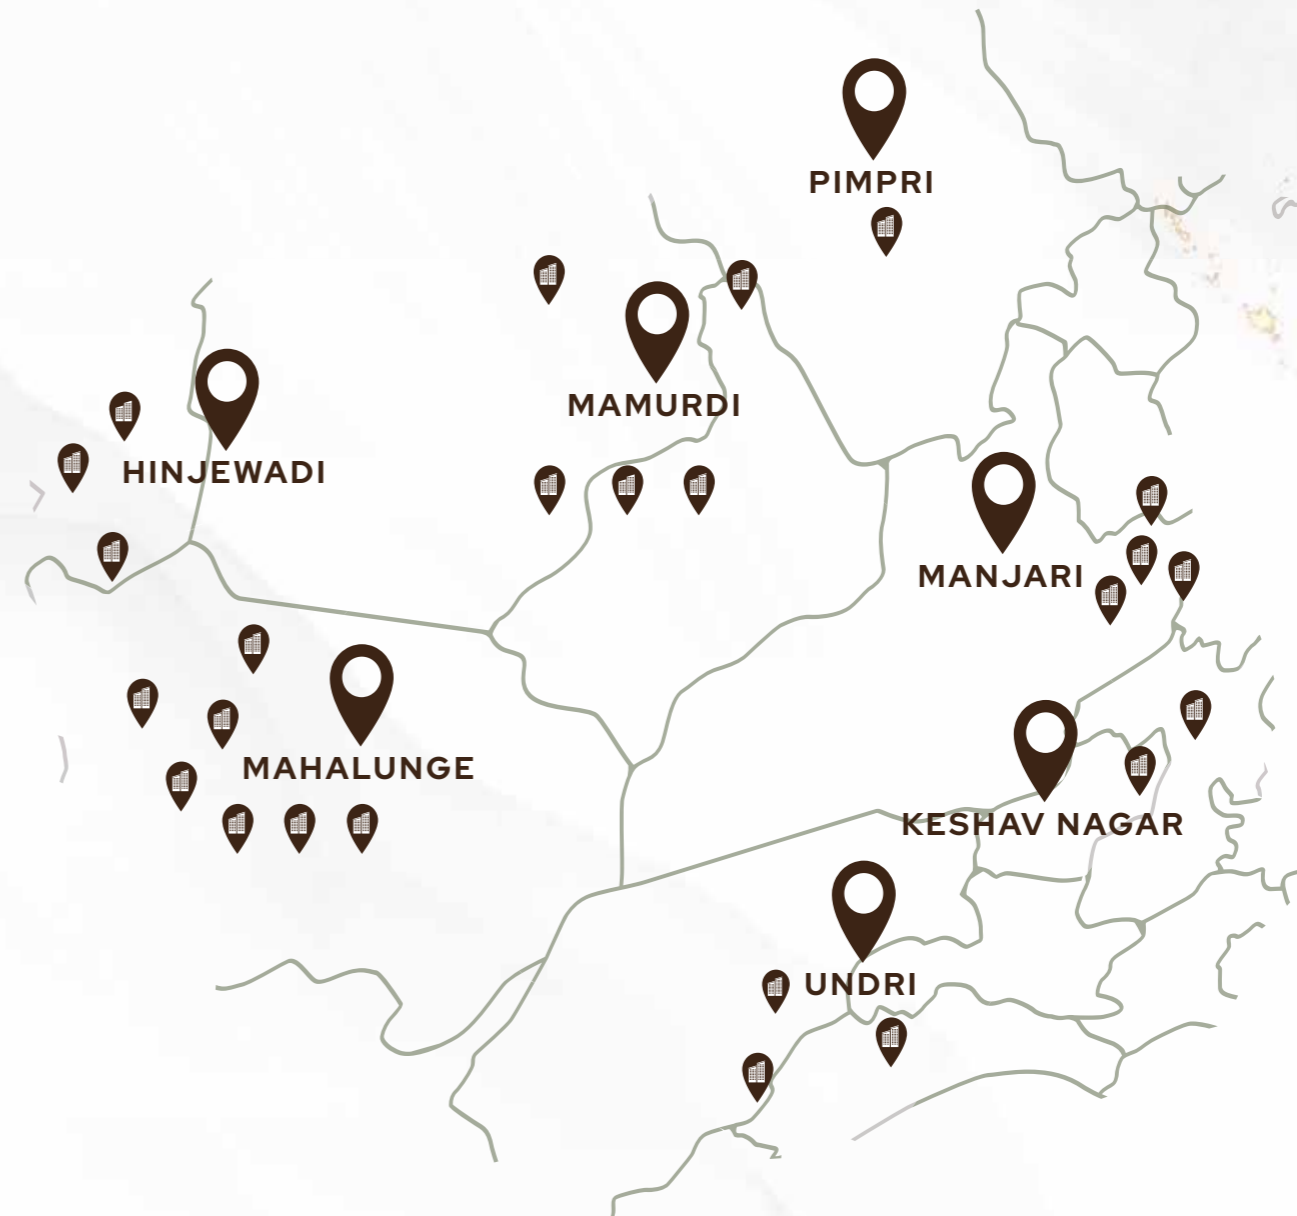 PIMPRI
MAMURDI
HINJEWADI
MANJARI
MAHALUNGE
KESHAV NAGAR
UNDRI